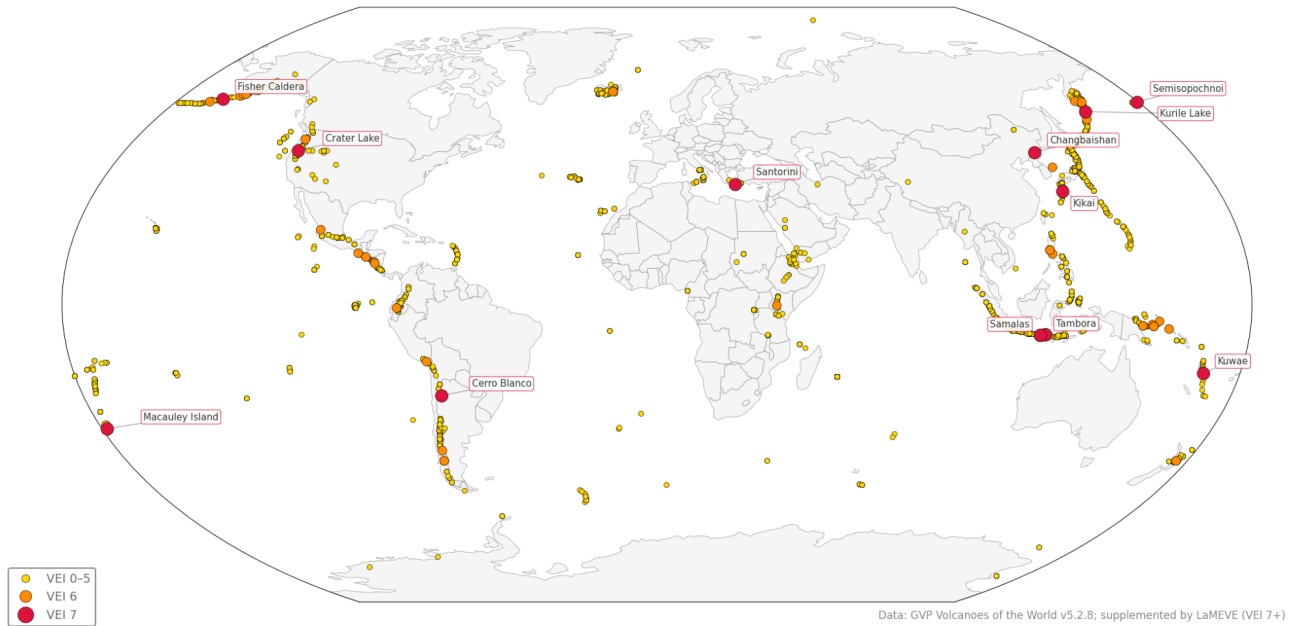 Semisopochnoi
Fisher Caldera
Kurile Lake
Crater Lake
Changbaishan
Santorini
Kikai
Samalas
Tambora
Kuwae
Cerro Blanco
Macauley Island
VEI 0–5
VEI 6
VEI 7
Data: GVP Volcanoes of the World v5.2.8; supplemented by LaMEVE (VEI 7+)